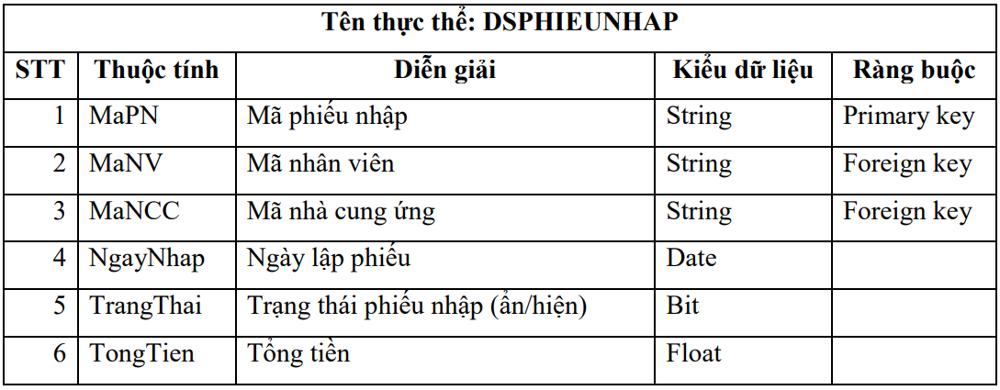 Tên thực thể: DSPHIEUNHAP
STT Thuộc tính Diễn giải Kiểu dữ liệu Ràng buộc
1 MaPN Mã phiếu nhập String Primary key
2 MaNV Mã nhân viên String Foreign key
3 MaNCC Mã nhà cung ứng String Foreign key
4 NgayNhap Ngày lập phiếu Date
5 TrangThai Trạng thái phiếu nhập (ẩn/hiện) Bit
6 TongTien Tổng tiền Float